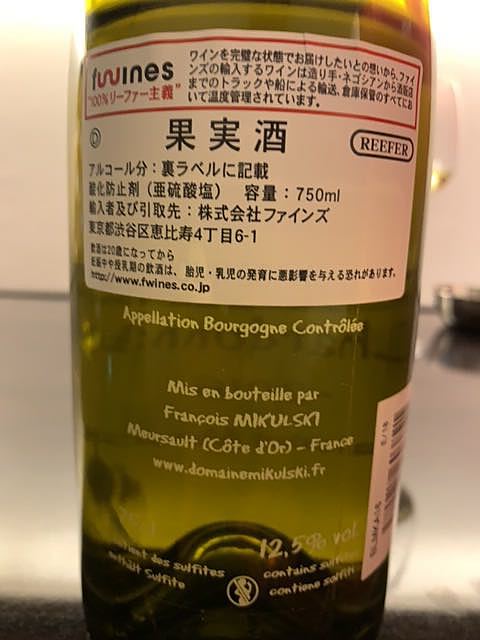 fwines
"100%リーファー主義"
ワインを完璧な状態でお届けしたいとの想いから、ファイ
ンズの輸入するワインは造り手・ネゴシアンから酒販店
までのトラックや船による輸送、倉庫保管のすべてにお
いて温度管理されています。
果実酒
REEFER
アルコール分：裏ラベルに記載
酸化防止剤（亜硫酸塩） 容量：750ml
輸入者及び引取先：株式会社ファインズ
東京都渋谷区恵比寿4丁目6-1
飲酒は20歳になってから
妊娠中や授乳期の飲酒は、胎児・乳児の発育に悪影響を与える恐れがあります。
http://www.fwines.co.jp
Appellation Bourgogne Contrôlée
Mis en bouteille par
François MIKULSKI
Meursault (Côte d'Or) - France
www.domainemikulski.fr
12,5% vol
des sulfites
contains
Sulfite
contiene